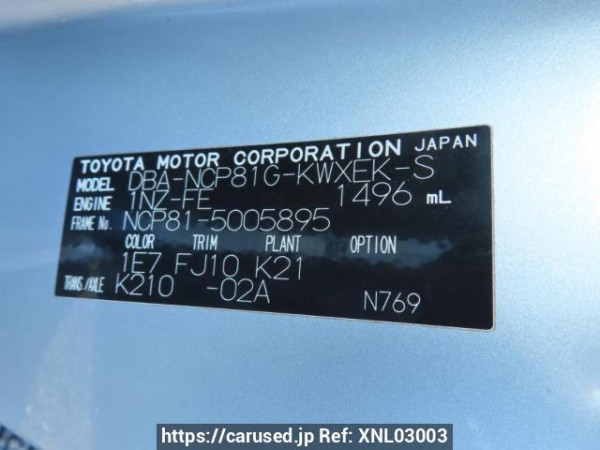 TOYOTA MOTOR CORPORATION JAPAN
MODEL DBA-NCP81G-KWXEK-S
ENGINE 1NZ-FE 1496 mL
FRAME No. NCP81-5005895
COLOR TRIM PLANT OPTION
1E7 FJ10 K21
TRANS./AXLE K210 -02A
N769
https://carused.jp Ref: XNL03003